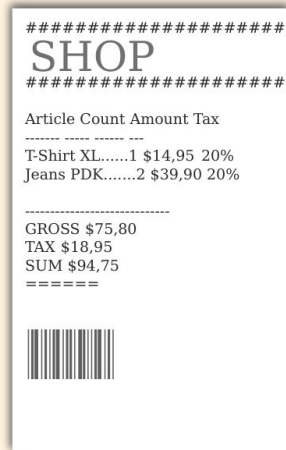 #####################
SHOP
#####################
Article Count Amount Tax
------- ----- ------ ---
T-Shirt XL......1 $14,95 20%
Jeans PDK.......2 $39,90 20%
-----------------------------
GROSS $75,80
TAX $18,95
SUM $94,75
======